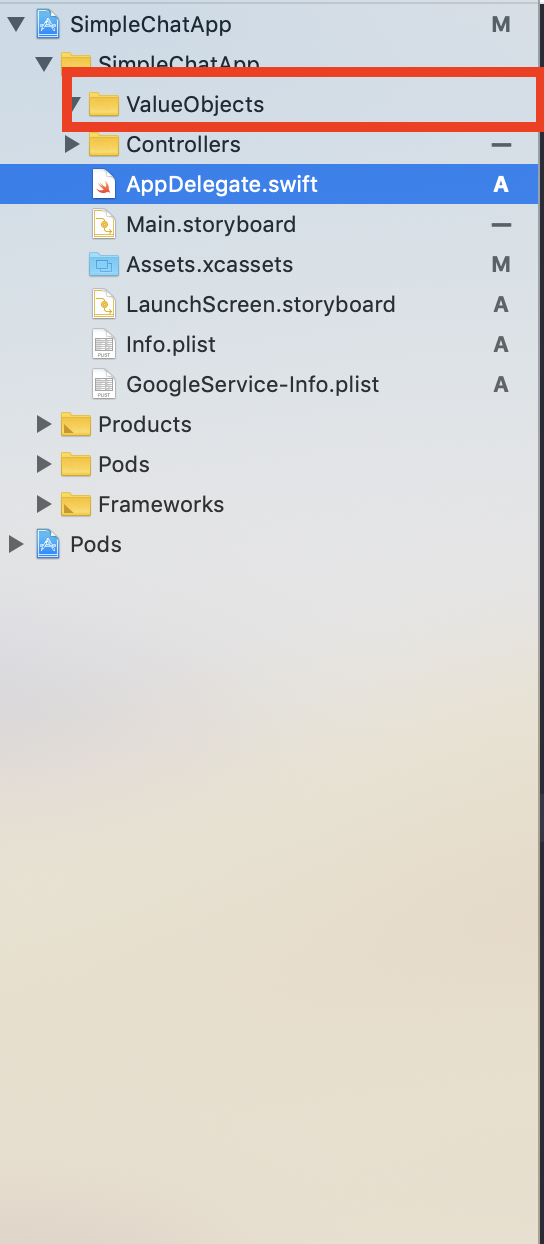 SimpleChatApp M
SimpleChatApp
ValueObjects
Controllers —
AppDelegate.swift A
Main.storyboard —
Assets.xcassets M
LaunchScreen.storyboard A
Info.plist A
GoogleService-Info.plist A
Products
Pods
Frameworks
Pods